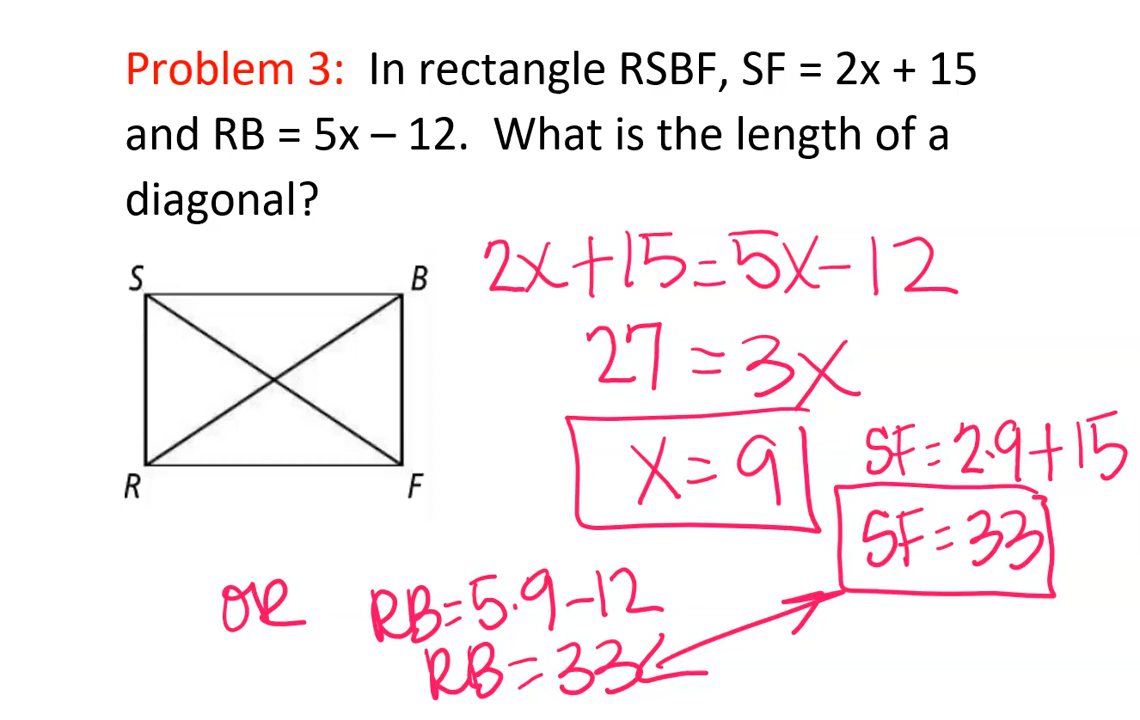 Problem 3: In rectangle RSBF, SF = 2x + 15
and RB = 5x – 12. What is the length of a
diagonal?
2x+15=5x-12
S B
27=3x
x=9
SF=2·9+15
R F
SF=33
OR RB=5·9-12
RB=33